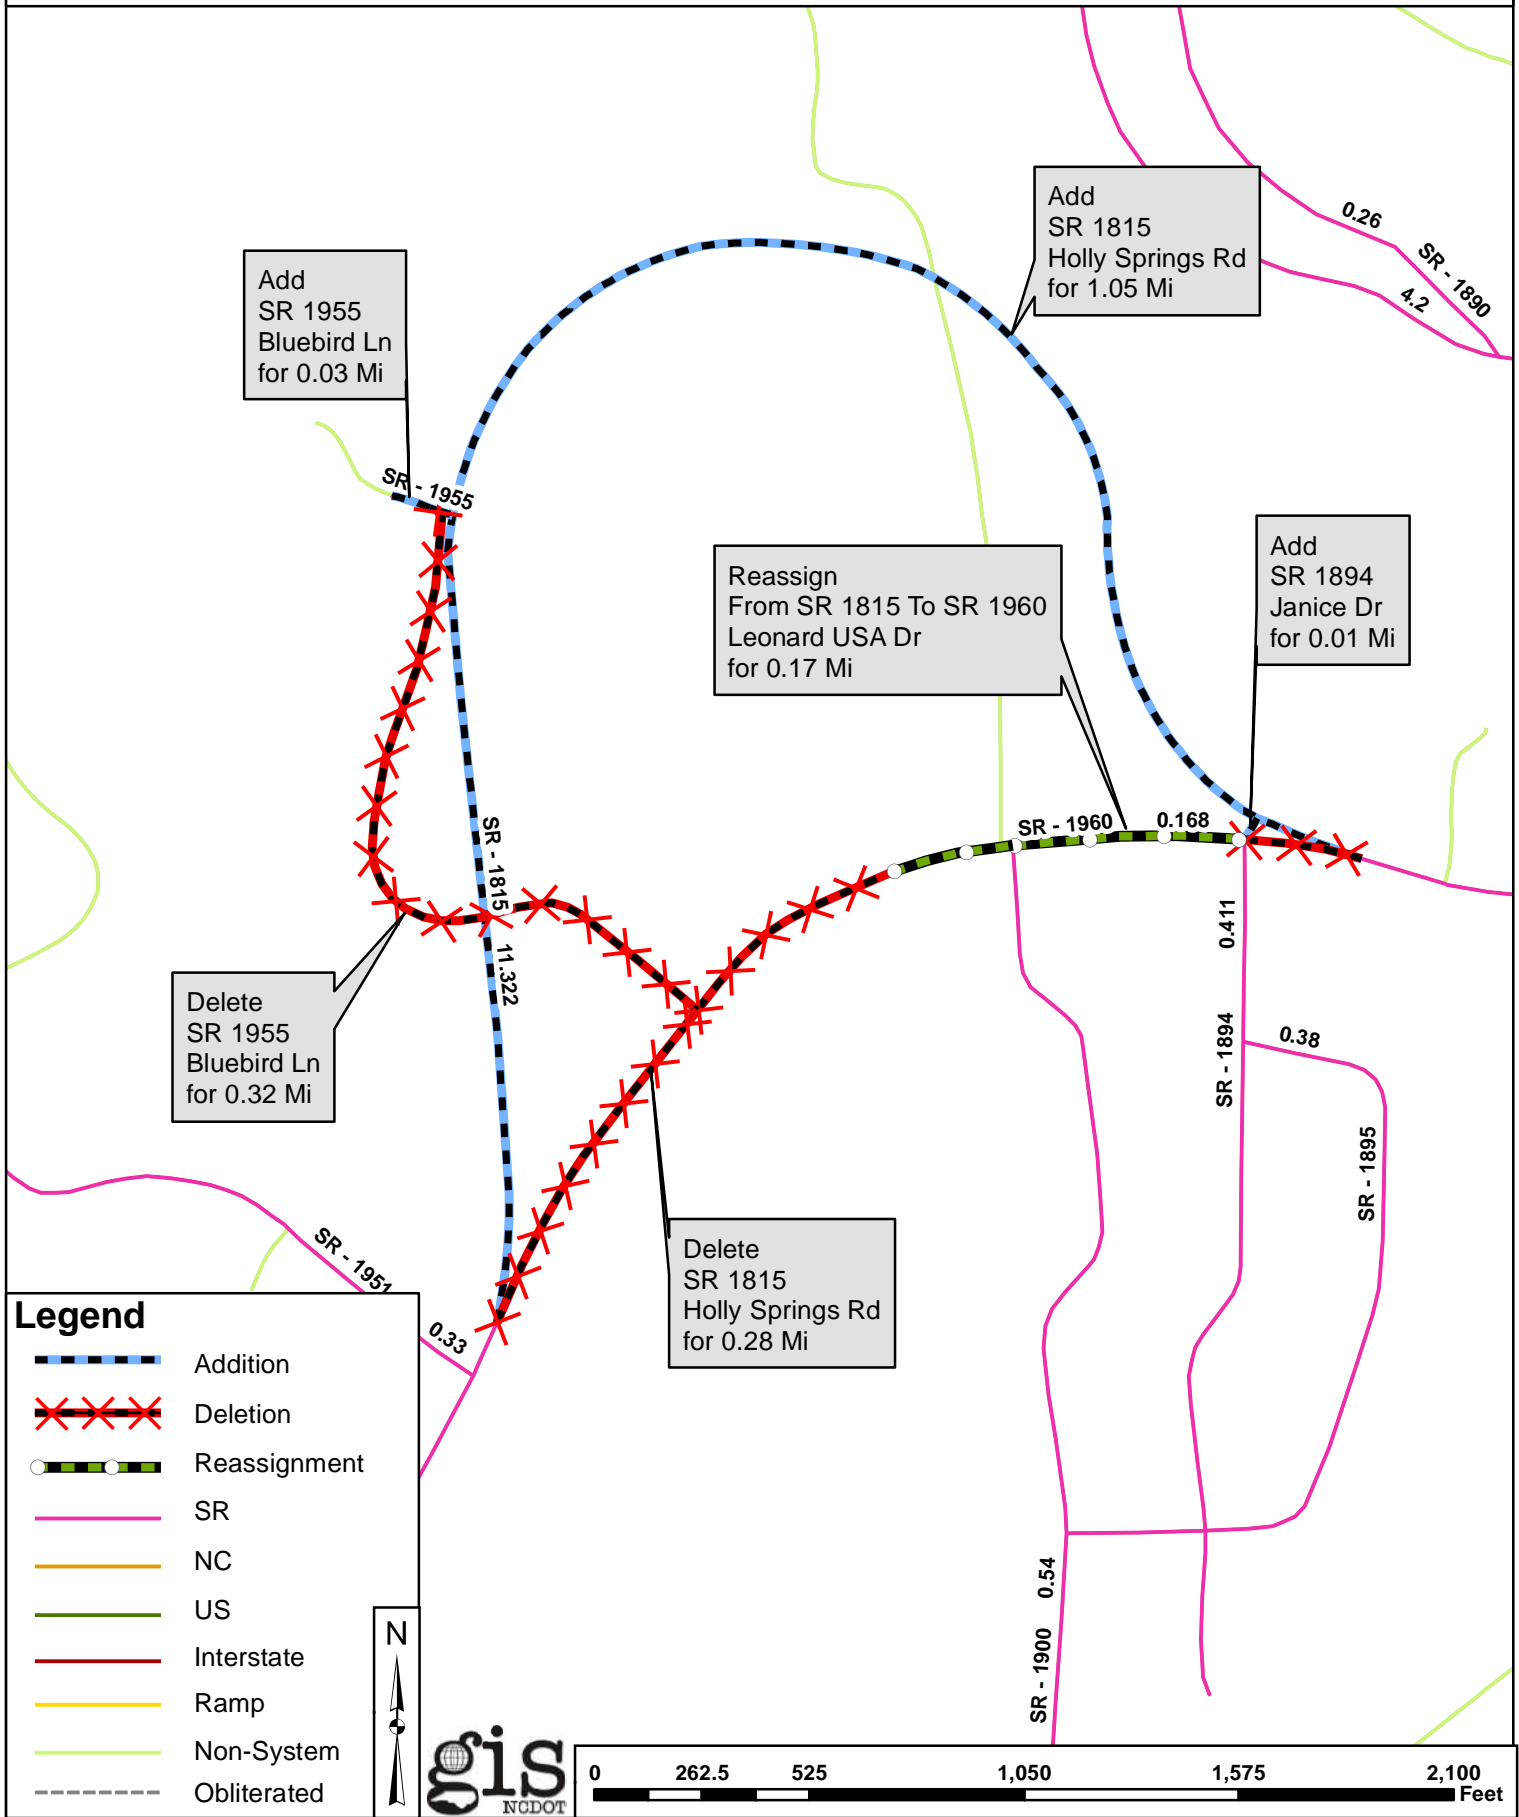 Add
SR 1815
Holly Springs Rd
for 1.05 Mi
0.26
SR - 1890
4.2
Add
SR 1955
Bluebird Ln
for 0.03 Mi
SR - 1955
Reassign
From SR 1815 To SR 1960
Leonard USA Dr
for 0.17 Mi
Add
SR 1894
Janice Dr
for 0.01 Mi
SR - 1960
0.168
SR - 1815
11.322
0.411
SR - 1894
0.38
SR - 1895
Delete
SR 1955
Bluebird Ln
for 0.32 Mi
Delete
SR 1815
Holly Springs Rd
for 0.28 Mi
SR - 1951
0.33
0.54
SR - 1900
Legend
Addition
Deletion
Reassignment
SR
NC
US
Interstate
Ramp
Non-System
Obliterated
N
gis
NCDOT
0 262.5 525 1,050 1,575 2,100
Feet